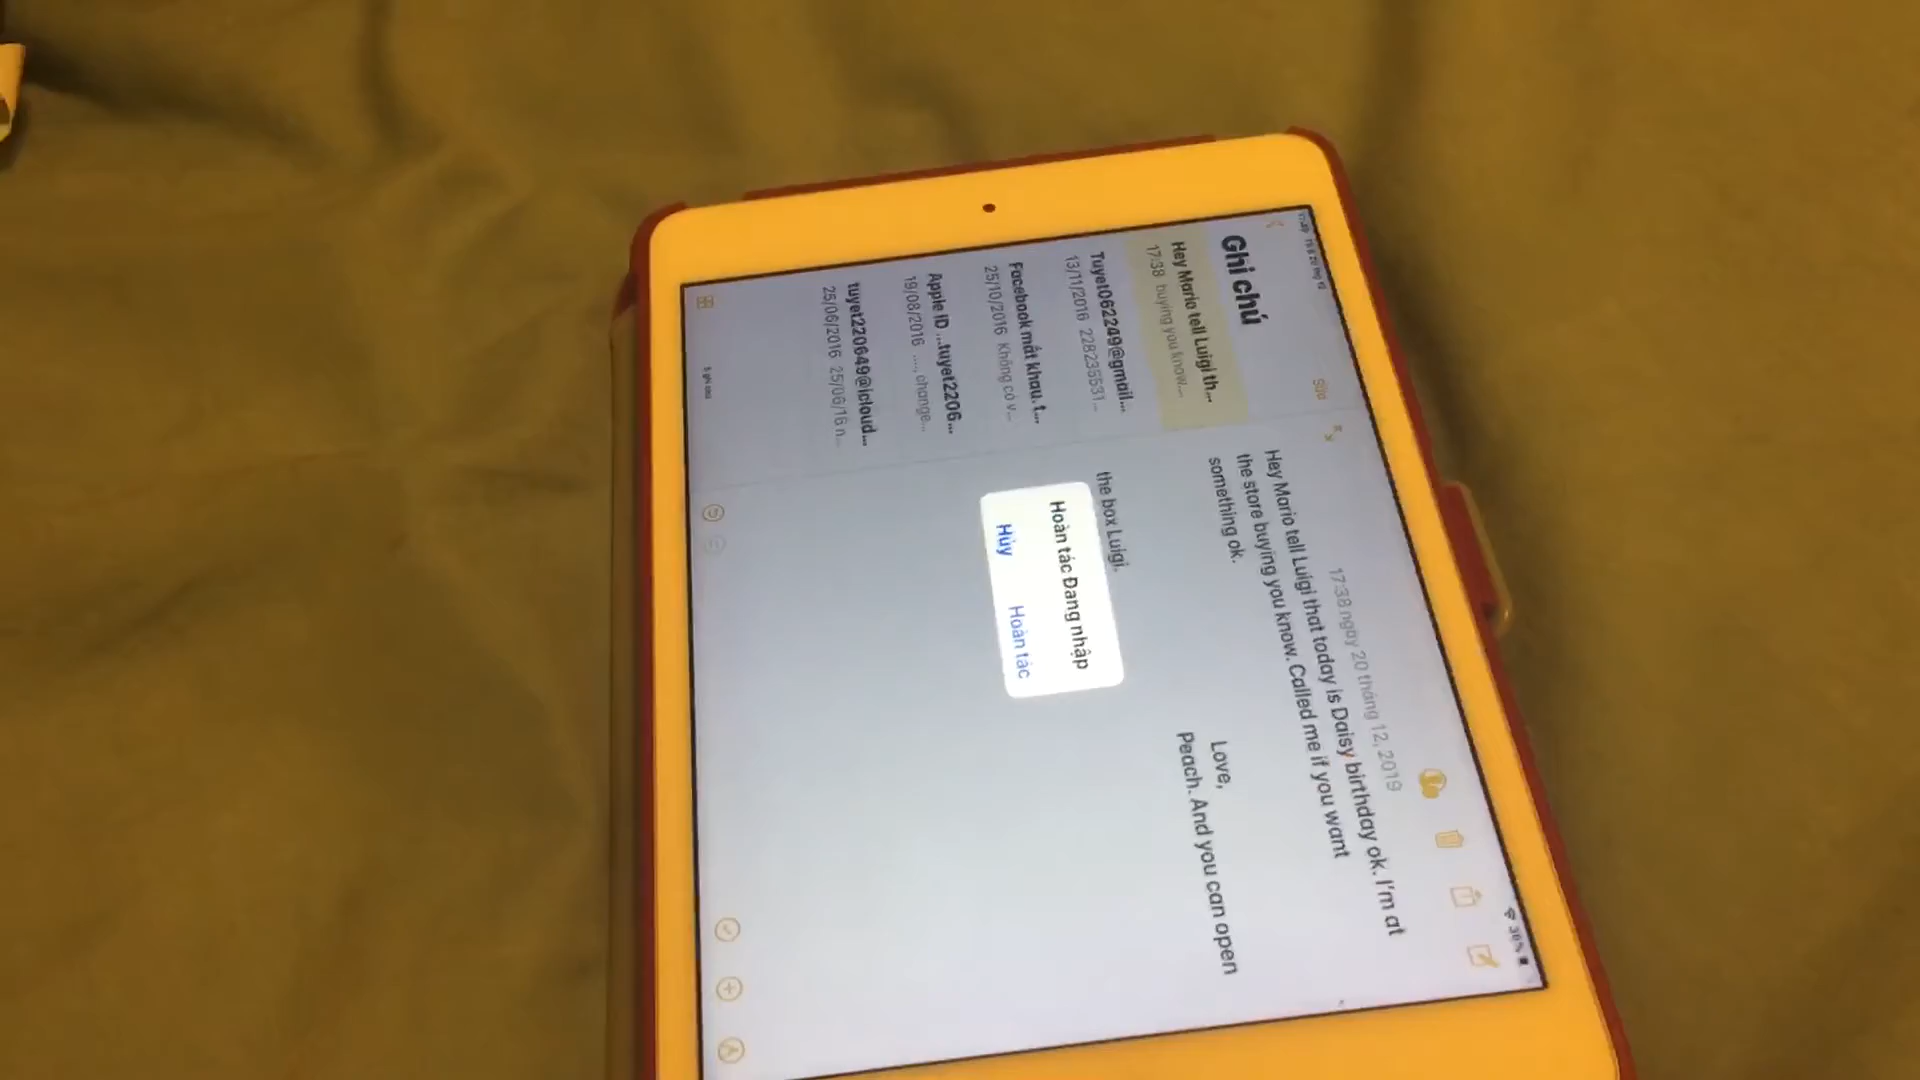 Ghi chú
Sửa
Hey Mario tell Luigi th...
17:38 buying you know...
Tuyet062249@gmail...
13/11/2016 228235531...
Facebook mất khau. t...
25/10/2016 Không có v...
Apple ID ...tuyet2206...
19/08/2016 ...., change...
tuyet220649@icloud...
25/06/2016 25/06/16 n...
5 ghi chú
36%
17:38 ngày 20 tháng 12, 2019
Hey Mario tell Luigi that today is Daisy birthday ok. I'm at
the store buying you know. Called me if you want
something ok.
Love,
Peach. And you can open
the box Luigi.
Hoàn tác Đang nhập
Hủy
Hoàn tác